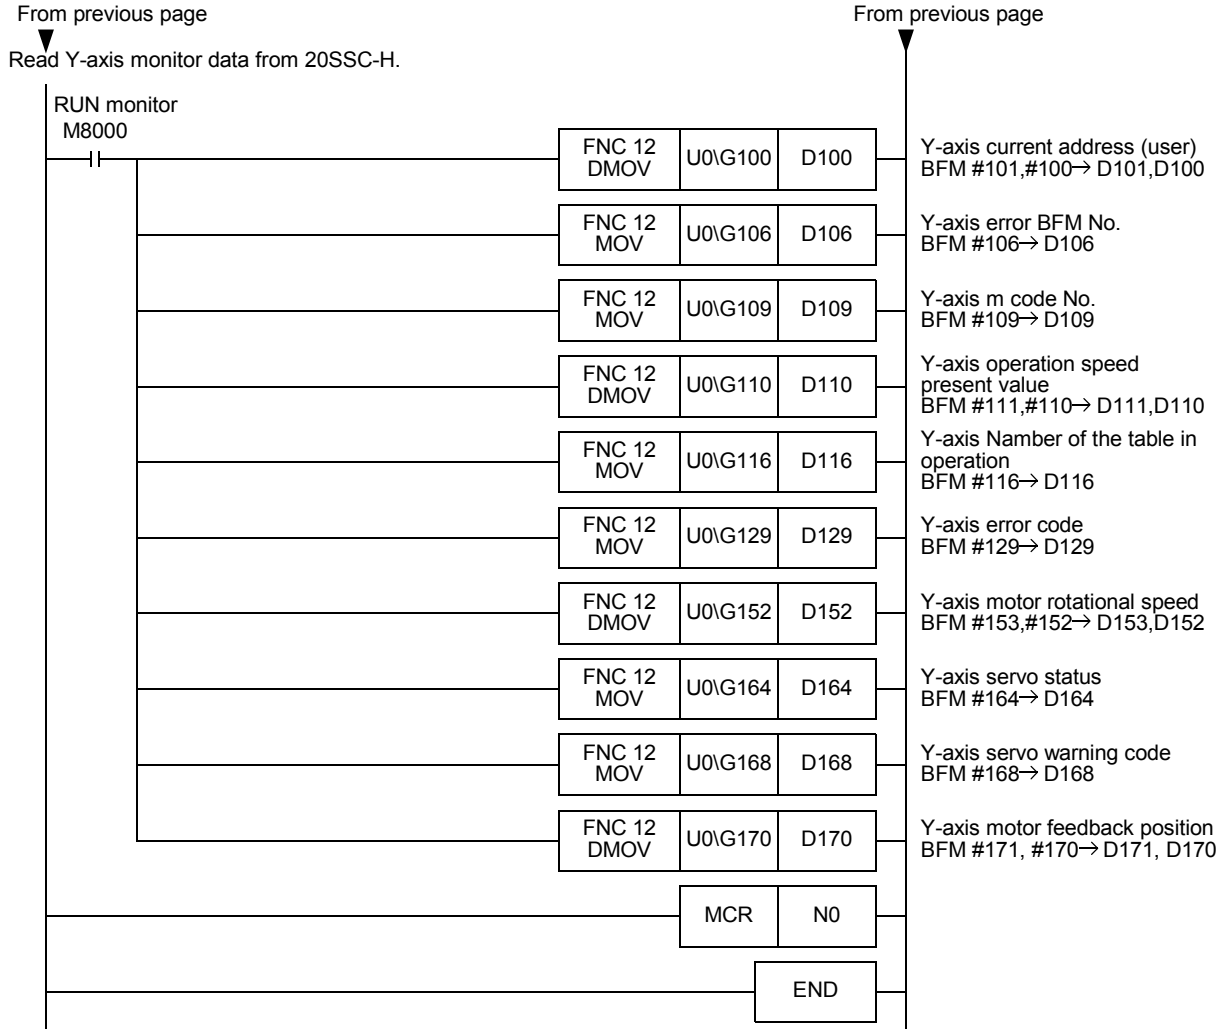 From previous page
From previous page
Read Y-axis monitor data from 20SSC-H.
RUN monitor
M8000
FNC 12
DMOV
U0\G100
D100
Y-axis current address (user)
BFM #101,#100→ D101,D100
FNC 12
MOV
U0\G106
D106
Y-axis error BFM No.
BFM #106→ D106
FNC 12
MOV
U0\G109
D109
Y-axis m code No.
BFM #109→ D109
FNC 12
DMOV
U0\G110
D110
Y-axis operation speed
present value
BFM #111,#110→ D111,D110
FNC 12
MOV
U0\G116
D116
Y-axis Namber of the table in
operation
BFM #116→ D116
FNC 12
MOV
U0\G129
D129
Y-axis error code
BFM #129→ D129
FNC 12
DMOV
U0\G152
D152
Y-axis motor rotational speed
BFM #153,#152→ D153,D152
FNC 12
MOV
U0\G164
D164
Y-axis servo status
BFM #164→ D164
FNC 12
MOV
U0\G168
D168
Y-axis servo warning code
BFM #168→ D168
FNC 12
DMOV
U0\G170
D170
Y-axis motor feedback position
BFM #171, #170→ D171, D170
MCR
N0
END